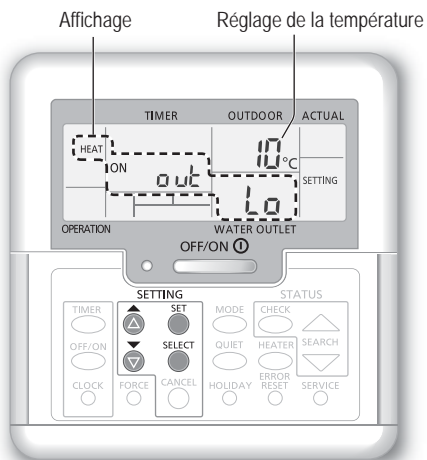 Affichage Réglage de la température
TIMER OUTDOOR ACTUAL
HEAT 10°C
ON out SETTING
Lo
OPERATION WATER OUTLET
OFF/ON
SETTING STATUS
TIMER SET MODE CHECK
OFF/ON SELECT QUIET HEATER SEARCH
CLOCK FORCE CANCEL HOLIDAY ERROR RESET SERVICE